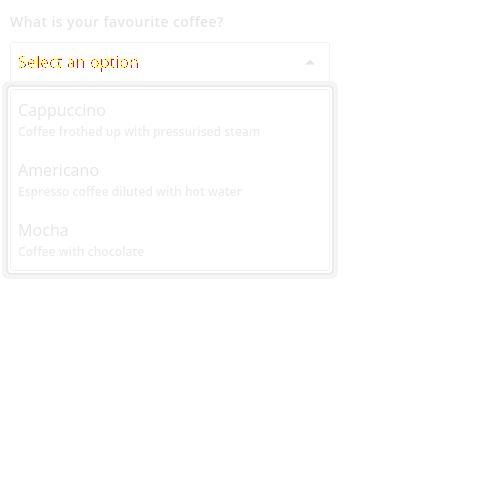 What is your favourite coffee?
Select an option
Cappuccino
Coffee frothed up with pressurised steam
Americano
Espresso coffee diluted with hot water
Mocha
Coffee with chocolate